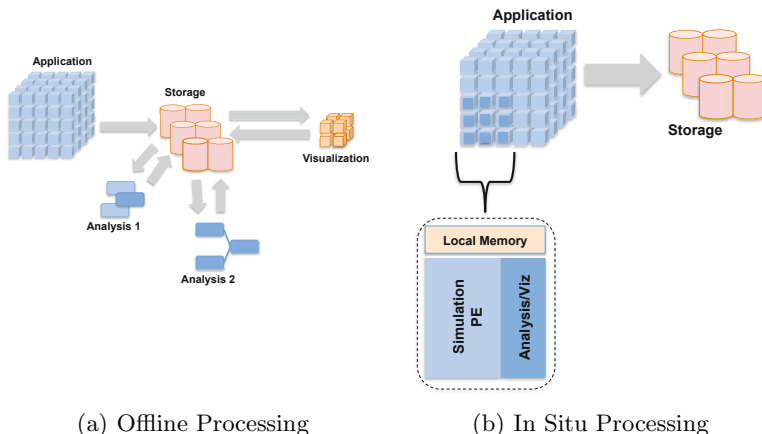 Application
Storage
Visualization
Analysis 1
Analysis 2
(a) Offline Processing
Application
Storage
Local Memory
Simulation
PE
Analysis/Viz
(b) In Situ Processing